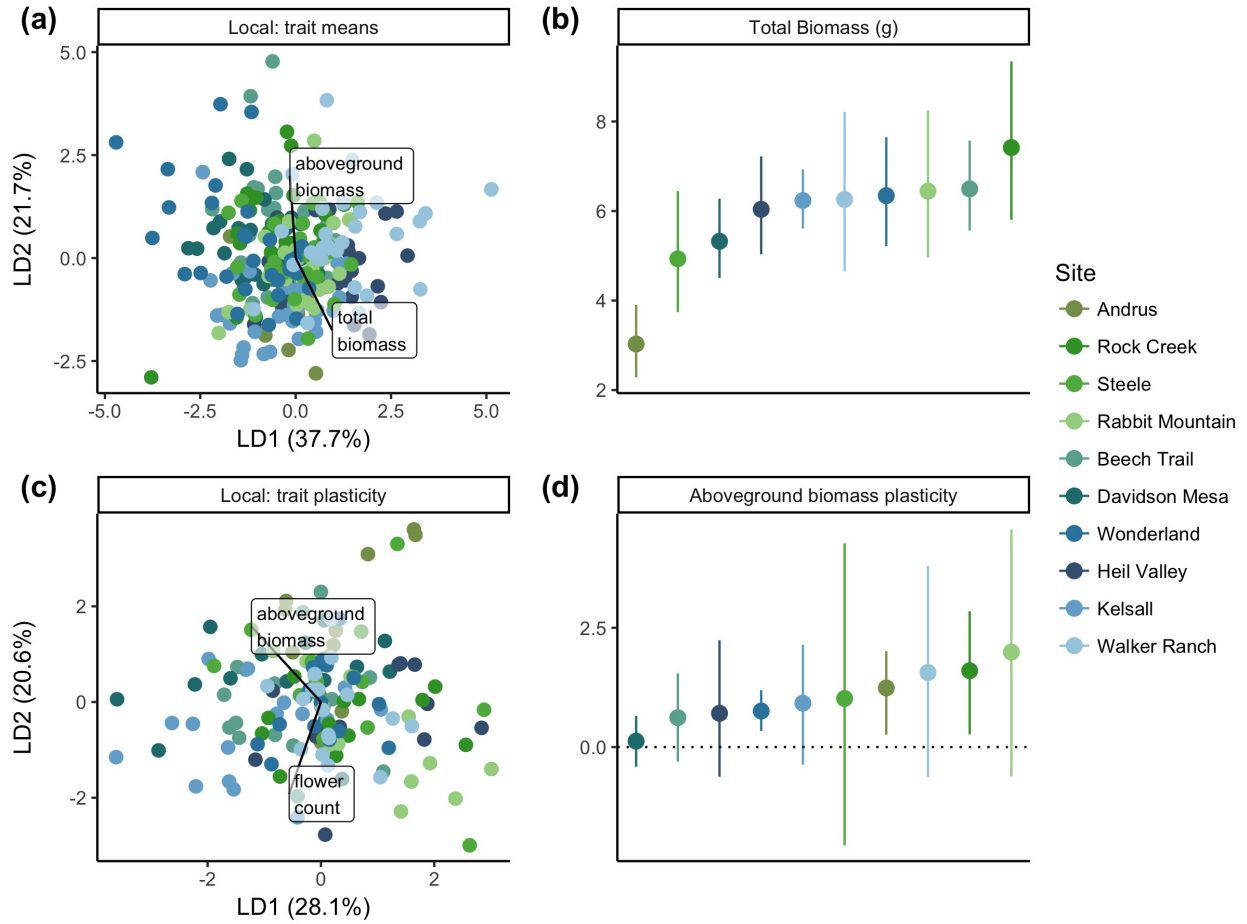 (a)
Local: trait means
5.0
2.5
0.0
-2.5
LD2 (21.7%)
aboveground
biomass
total
biomass
-5.0 -2.5 0.0 2.5 5.0
LD1 (37.7%)
(b)
Total Biomass (g)
8
6
4
2
(c)
Local: trait plasticity
2
0
-2
LD2 (20.6%)
aboveground
biomass
flower
count
-2 0 2
LD1 (28.1%)
(d)
Aboveground biomass plasticity
2.5
0.0
Site
Andrus
Rock Creek
Steele
Rabbit Mountain
Beech Trail
Davidson Mesa
Wonderland
Heil Valley
Kelsall
Walker Ranch